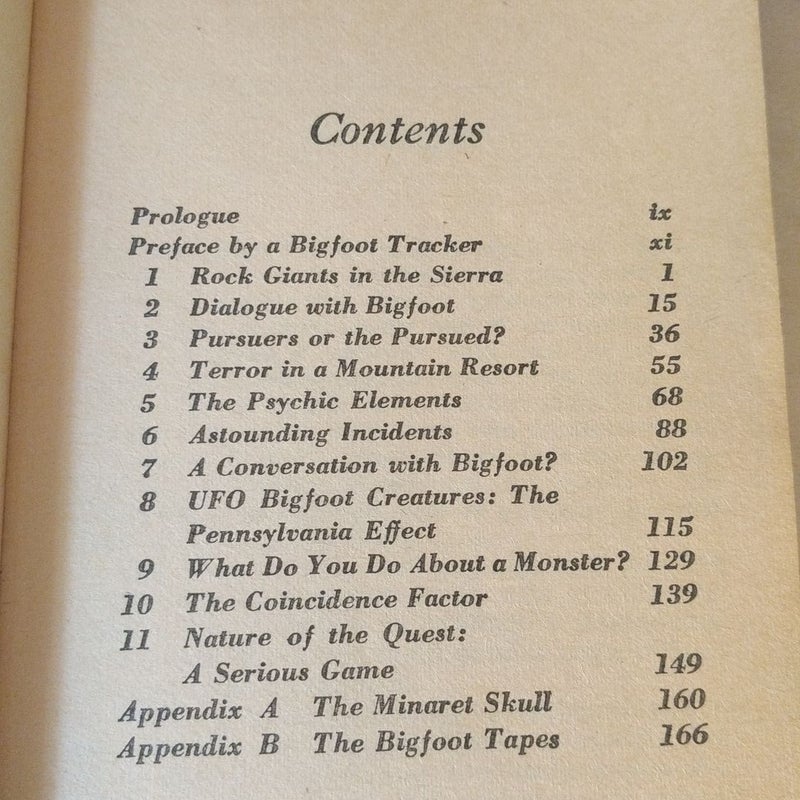 Contents
Prologue ix
Preface by a Bigfoot Tracker xi
1 Rock Giants in the Sierra 1
2 Dialogue with Bigfoot 15
3 Pursuers or the Pursued? 36
4 Terror in a Mountain Resort 55
5 The Psychic Elements 68
6 Astounding Incidents 88
7 A Conversation with Bigfoot? 102
8 UFO Bigfoot Creatures: The
Pennsylvania Effect 115
9 What Do You Do About a Monster? 129
10 The Coincidence Factor 139
11 Nature of the Quest:
A Serious Game 149
Appendix A The Minaret Skull 160
Appendix B The Bigfoot Tapes 166